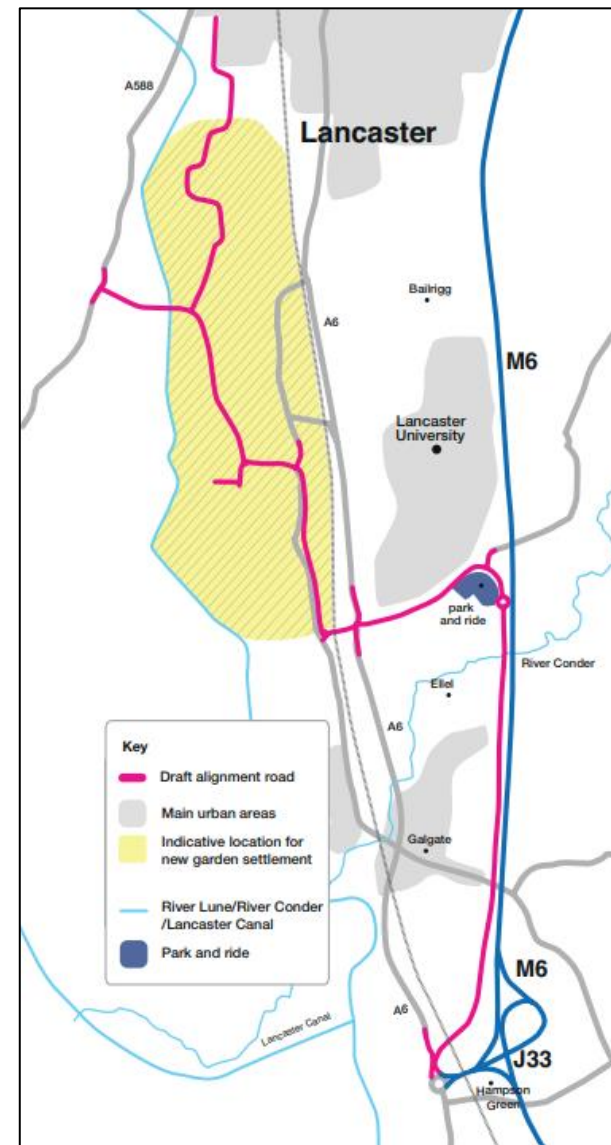 A588
Lancaster
Bailrigg
A6
M6
Lancaster
University
park
and ride
River Conder
Ellel
A6
Key
Draft alignment road
Main urban areas
Indicative location for
new garden settlement
River Lune/River Conder
/Lancaster Canal
Park and ride
Galgate
M6
A6
J33
Lancaster Canal
Hampson
Green